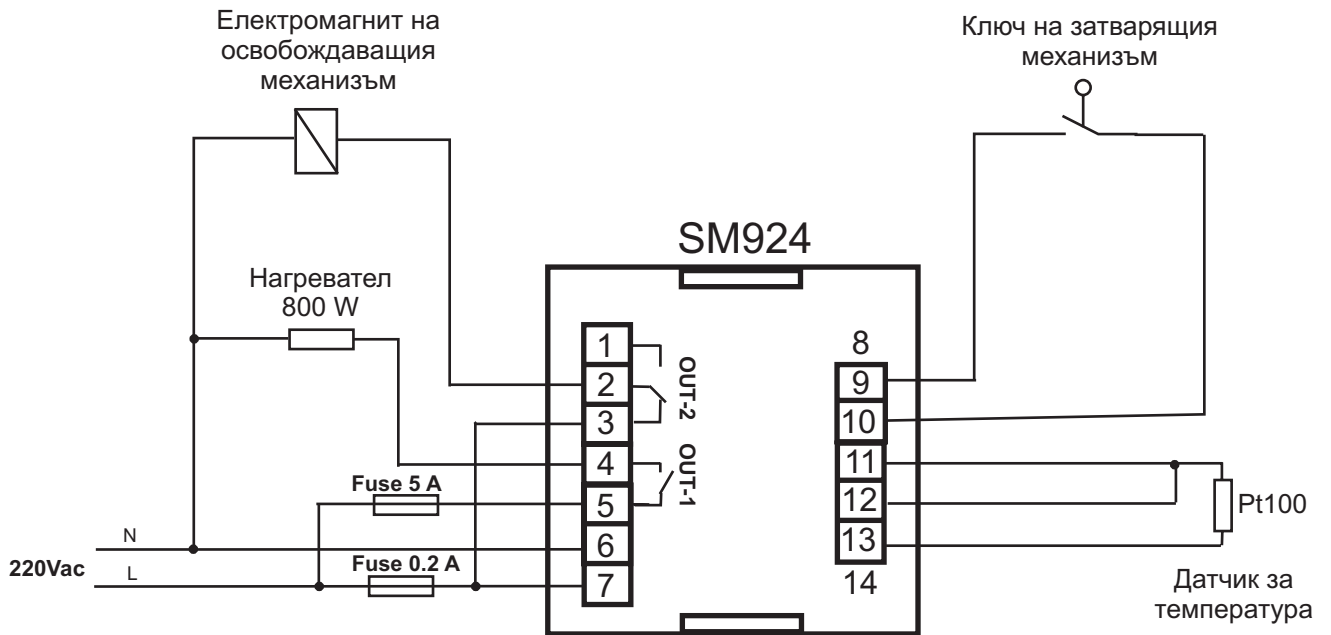 Електромагнит на
освобождаващия
механизъм
Ключ на затварящия
механизъм
SM924
Нагревател
800 W
1
2
3
4
5
6
7
OUT-2
OUT-1
8
9
10
11
12
13
14
Fuse 5 A
N
220Vac
L
Fuse 0.2 A
Pt100
Датчик за
температура